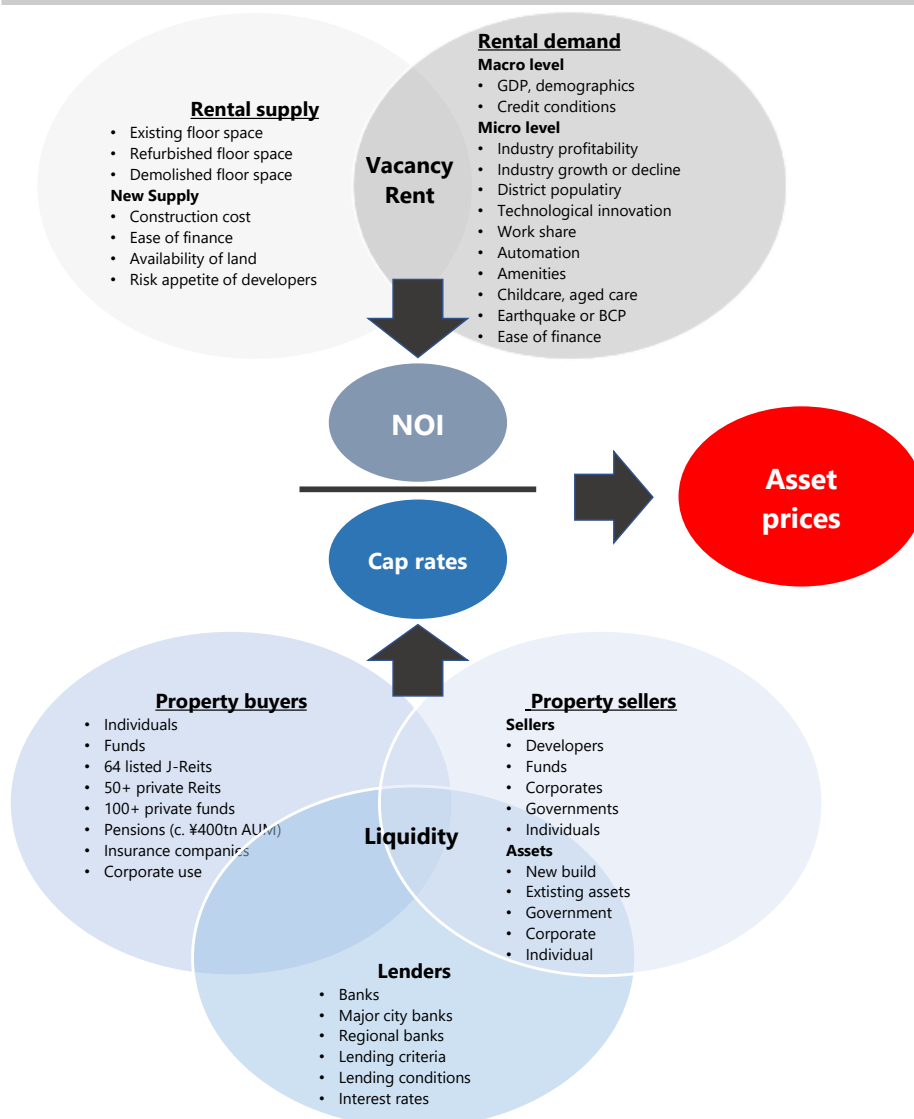 Rental supply
• Existing floor space
• Refurbished floor space
• Demolished floor space
New Supply
• Construction cost
• Ease of finance
• Availability of land
• Risk appetite of developers
Vacancy
Rent
Rental demand
Macro level
• GDP, demographics
• Credit conditions
Micro level
• Industry profitability
• Industry growth or decline
• District populatiry
• Technological innovation
• Work share
• Automation
• Amenities
• Childcare, aged care
• Earthquake or BCP
• Ease of finance
NOI
Cap rates
Asset
prices
Property buyers
• Individuals
• Funds
• 64 listed J-Reits
• 50+ private Reits
• 100+ private funds
• Pensions (c. ¥400tn AUM)
• Insurance companies
• Corporate use
Liquidity
Property sellers
Sellers
• Developers
• Funds
• Corporates
• Governments
• Individuals
Assets
• New build
• Extisting assets
• Government
• Corporate
• Individual
Lenders
• Banks
• Major city banks
• Regional banks
• Lending criteria
• Lending conditions
• Interest rates